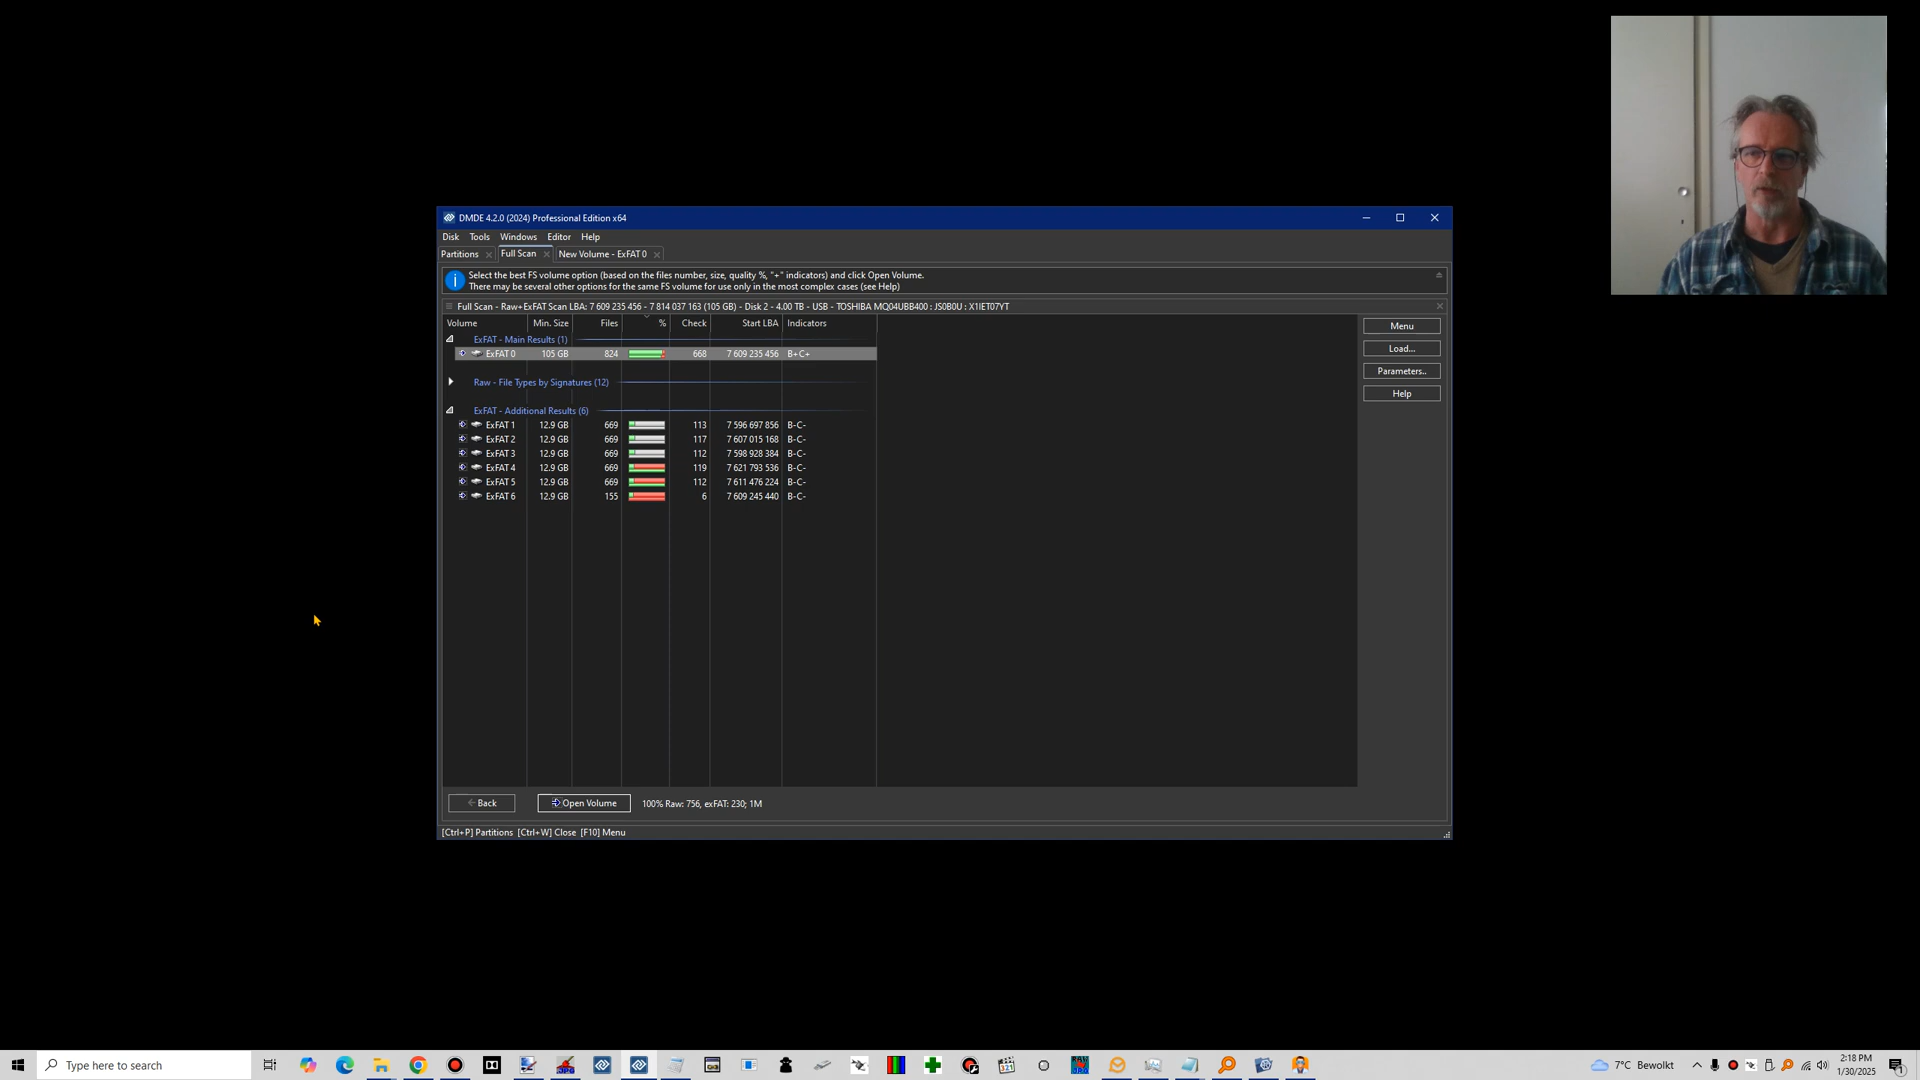 DMDE 4.2.0 (2024) Professional Edition x64
Disk Tools Windows Editor Help
Partitions Full Scan New Volume - ExFAT 0
Select the best FS volume option (based on the files number, size, quality %, "+" indicators) and click Open Volume.
There may be several other options for the same FS volume for use only in the most complex cases (see Help)
Full Scan - Raw+ExFAT Scan LBA: 7 609 235 456 - 7 814 037 163 (105 GB) - Disk 2 - 4.00 TB - USB - TOSHIBA MQ04UBB400 : JS0B0U : X1IET07YT
Volume Min. Size Files % Check Start LBA Indicators
Menu
ExFAT - Main Results (1)
Load...
ExFAT 0 105 GB 824 668 7 609 235 456 B+C+
Parameters..
Raw - File Types by Signatures (12)
Help
ExFAT - Additional Results (6)
ExFAT 1 12.9 GB 669 113 7 596 697 856 B-C-
ExFAT 2 12.9 GB 669 117 7 607 015 168 B-C-
ExFAT 3 12.9 GB 669 112 7 598 928 384 B-C-
ExFAT 4 12.9 GB 669 119 7 621 793 536 B-C-
ExFAT 5 12.9 GB 669 112 7 611 476 224 B-C-
ExFAT 6 12.9 GB 155 6 7 609 245 440 B-C-
Back Open Volume 100% Raw: 756, exFAT: 230; 1M
[Ctrl+P] Partitions [Ctrl+W] Close [F10] Menu
Type here to search
7°C Bewolkt
2:18 PM
1/30/2025